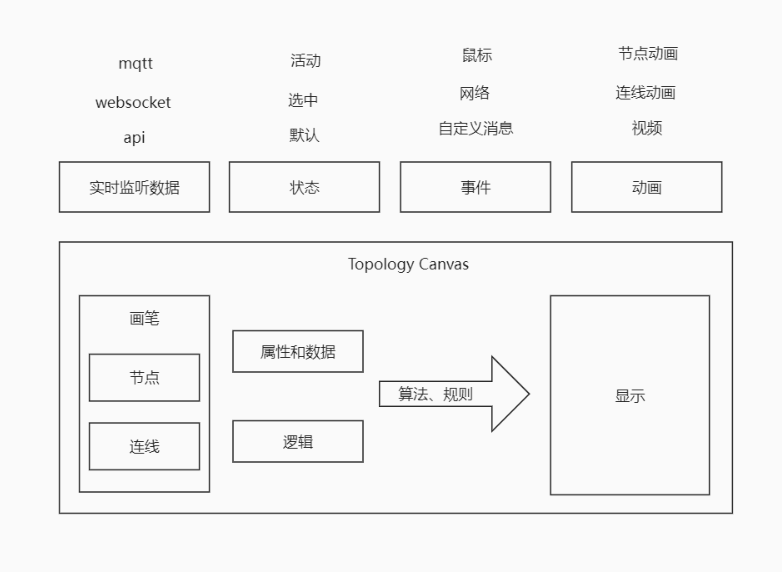 mqtt
websocket
api
实时监听数据
活动
选中
默认
状态
鼠标
网络
自定义消息
事件
节点动画
连线动画
视频
动画
Topology Canvas
画笔
节点
连线
属性和数据
逻辑
算法、规则
显示